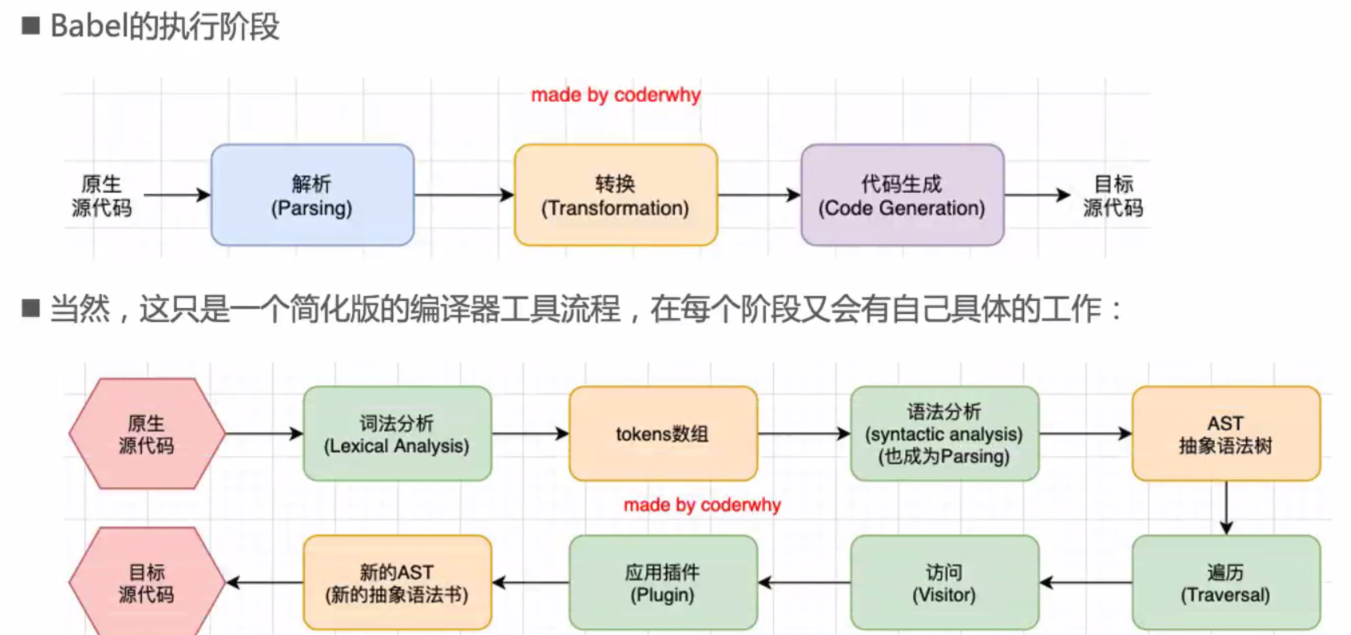 Babel的执行阶段
made by coderwhy
原生
源代码
解析
(Parsing)
转换
(Transformation)
代码生成
(Code Generation)
目标
源代码
当然，这只是一个简化版的编译器工具流程，在每个阶段又会有自己具体的工作：
原生
源代码
词法分析
(Lexical Analysis)
tokens数组
语法分析
(syntactic analysis)
(也成为Parsing)
AST
抽象语法树
made by coderwhy
目标
源代码
新的AST
(新的抽象语法书)
应用插件
(Plugin)
访问
(Visitor)
遍历
(Traversal)